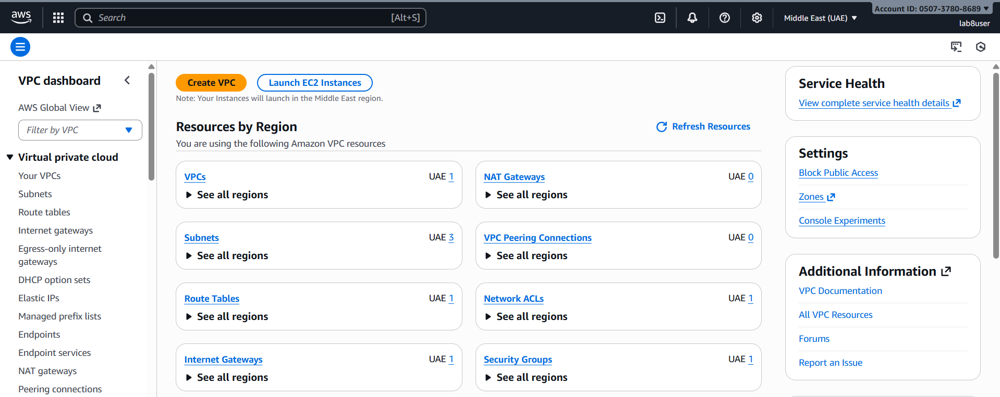 aws
Search
[Alt+S]
Middle East (UAE)
Account ID: 0507-3780-8689
lab8user
VPC dashboard
AWS Global View
Filter by VPC
Virtual private cloud
Your VPCs
Subnets
Route tables
Internet gateways
Egress-only internet
gateways
DHCP option sets
Elastic IPs
Managed prefix lists
Endpoints
Endpoint services
NAT gateways
Peering connections
Create VPC
Launch EC2 Instances
Note: Your Instances will launch in the Middle East region.
Resources by Region
Refresh Resources
You are using the following Amazon VPC resources
VPCs UAE 1
See all regions
NAT Gateways UAE 0
See all regions
Subnets UAE 3
See all regions
VPC Peering Connections UAE 0
See all regions
Route Tables UAE 1
See all regions
Network ACLs UAE 1
See all regions
Internet Gateways UAE 1
See all regions
Security Groups UAE 1
See all regions
Service Health
View complete service health details
Settings
Block Public Access
Zones
Console Experiments
Additional Information
VPC Documentation
All VPC Resources
Forums
Report an Issue